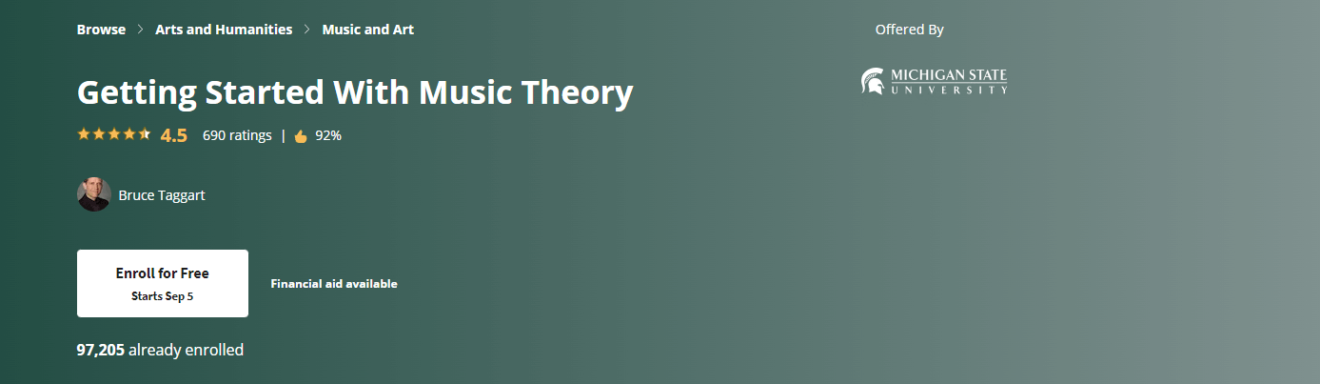 Browse > Arts and Humanities > Music and Art
Offered By
MICHIGAN STATE
UNIVERSITY
Getting Started With Music Theory
4.5 690 ratings | 92%
Bruce Taggart
Enroll for Free
Starts Sep 5
Financial aid available
97,205 already enrolled